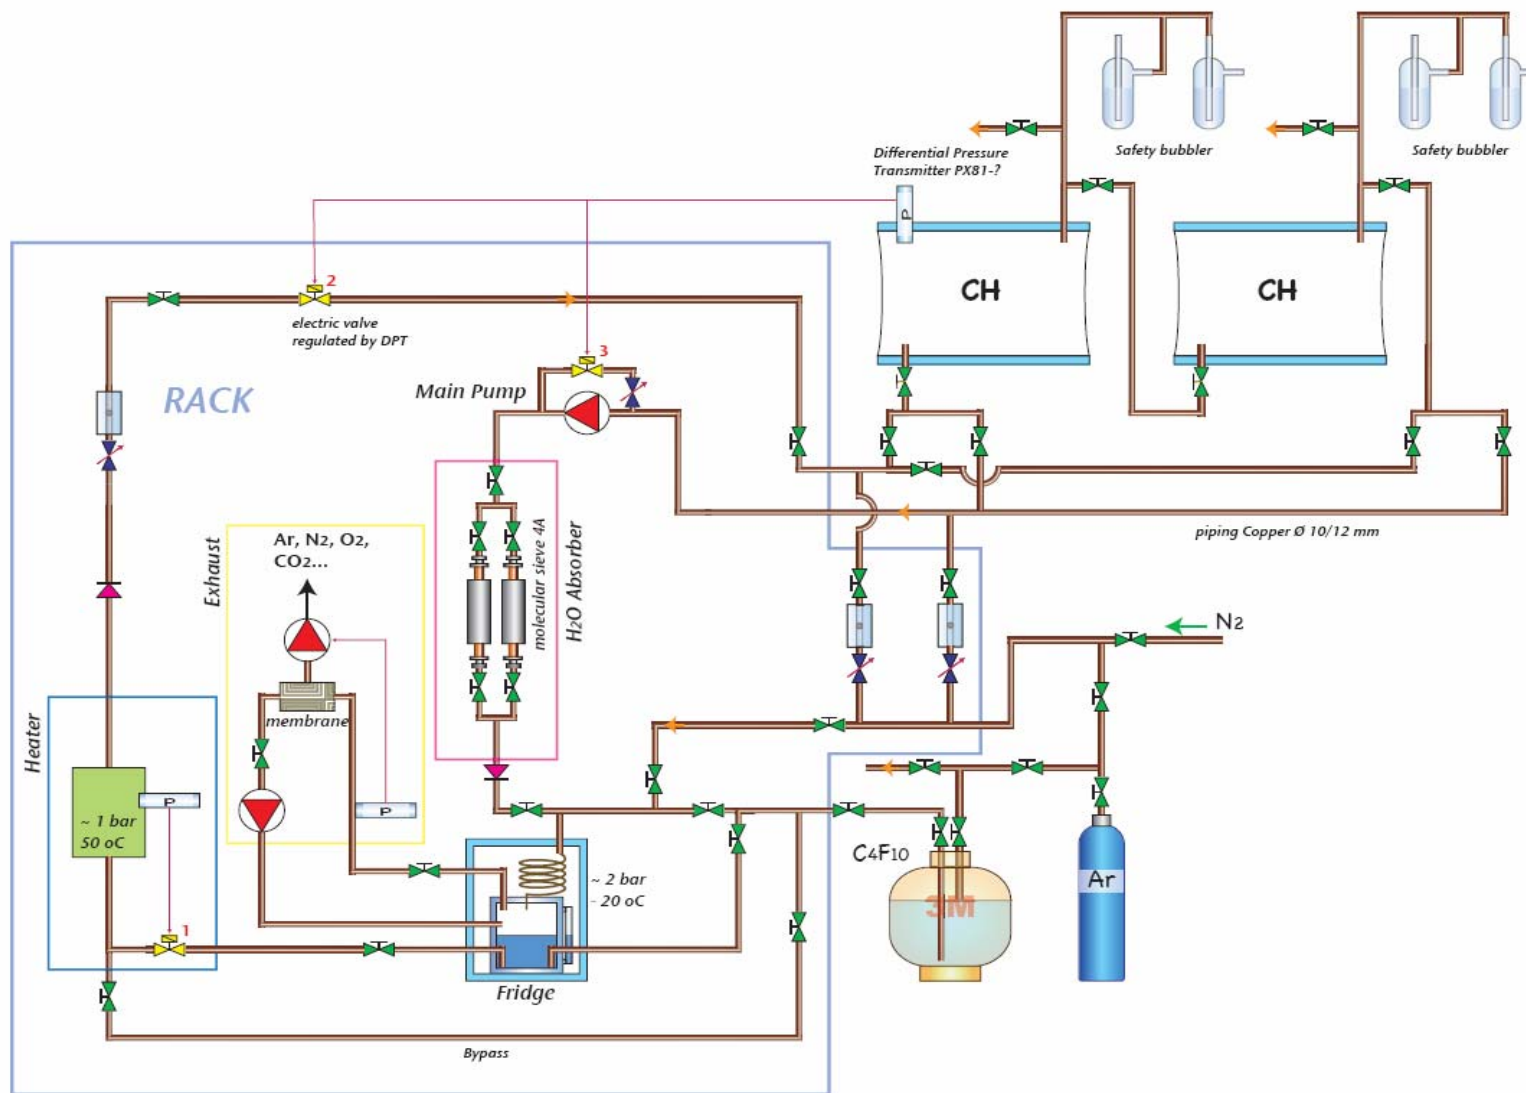 Safety bubbler
Safety bubbler
Differential Pressure
Transmitter PX81-?
P
CH
CH
2
electric valve
regulated by DPT
3
Main Pump
RACK
piping Copper Ø 10/12 mm
Exhaust
Ar, N2, O2,
CO2...
molecular sieve 4A
H2O Absorber
N2
membrane
Heater
P
~ 1 bar
50 oC
P
C4F10
~ 2 bar
- 20 oC
Ar
3M
1
Fridge
Bypass